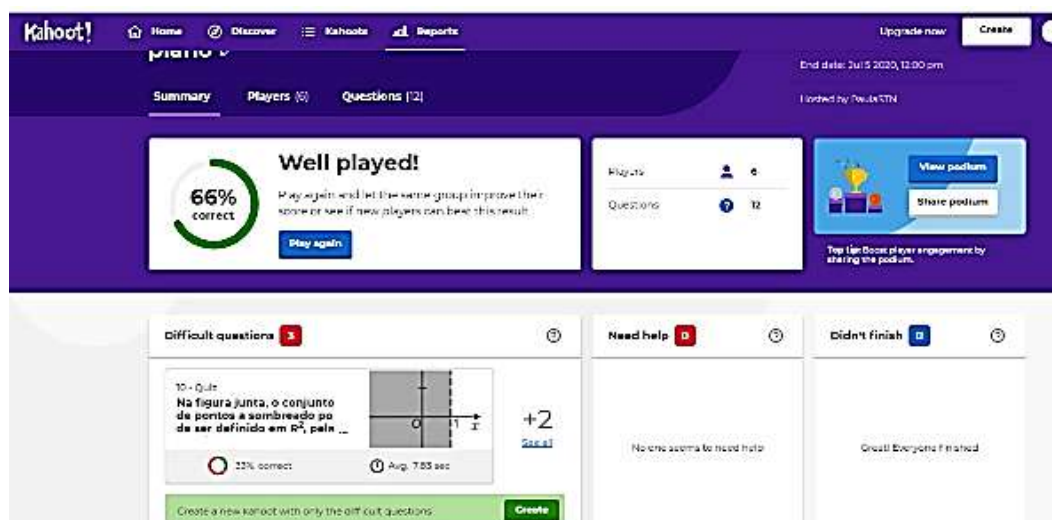 Kahoot!
Home
Discover
Kahoots
Reports
Upgrade now
Create
plano
End date: Jul 5 2020, 12:00 pm
Summary
Players (6)
Questions (12)
Hosted by PaulaSTN
66%
correct
Well played!
Play again and let the same group improve their
score or see if new players can beat this result
Play again
Players 6
Questions 12
View podium
Share podium
Top tip: Boost player engagement by
sharing the podium.
Difficult questions 3
Need help 0
Didn't finish 0
10 - Quiz
Na figura junta, o conjunto
de pontos a sombreado po
de ser definido em R², pela ...
0 1 x
+2
See all
33% correct
Avg. 7.83 sec
No one seems to need help
Great! Everyone finished
Create a new kahoot with only the difficult questions
Create